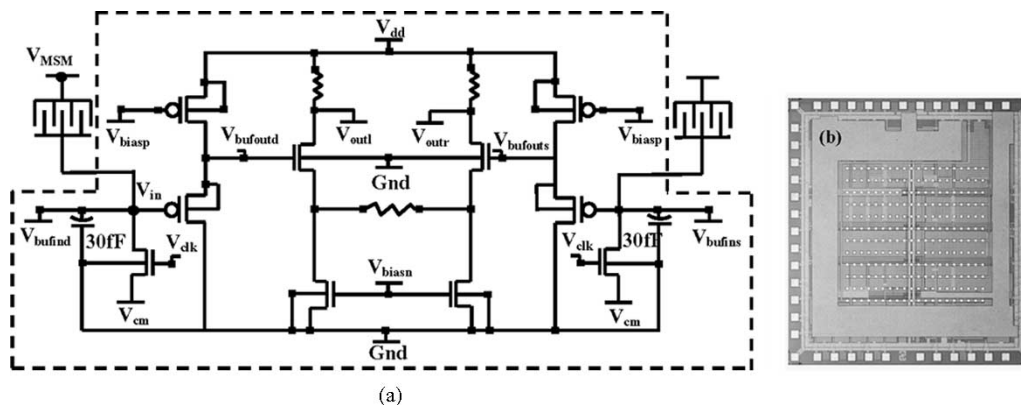 V_dd
V_MSM
V_biasp
V_bufoutd
V_outl
V_outr
V_bufouts
V_biasp
Gnd
V_in
V_bufind
30fF
V_clk
V_cm
V_biasn
V_clk
30fF
V_bufins
V_cm
Gnd
(a)
(b)